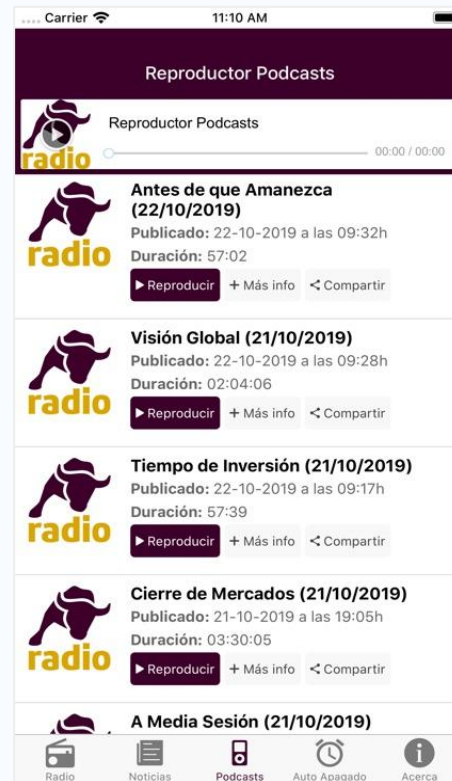 Carrier
11:10 AM
Reproductor Podcasts
radio
Reproductor Podcasts
00:00 / 00:00
radio
Antes de que Amanezca
(22/10/2019)
Publicado: 22-10-2019 a las 09:32h
Duración: 57:02
Reproducir + Más info Compartir
radio
Visión Global (21/10/2019)
Publicado: 22-10-2019 a las 09:28h
Duración: 02:04:06
Reproducir + Más info Compartir
radio
Tiempo de Inversión (21/10/2019)
Publicado: 22-10-2019 a las 09:17h
Duración: 57:39
Reproducir + Más info Compartir
radio
Cierre de Mercados (21/10/2019)
Publicado: 21-10-2019 a las 19:05h
Duración: 03:30:05
Reproducir + Más info Compartir
A Media Sesión (21/10/2019)
Radio Noticias Podcasts Auto Apagado Acerca